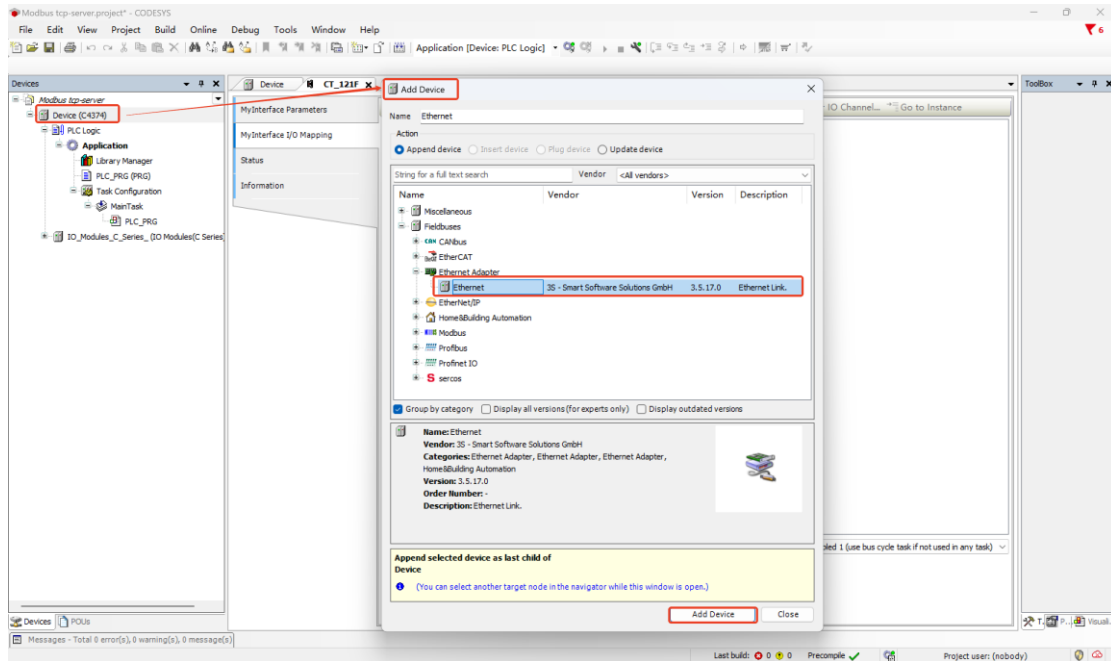 Modbus tcp-server.project* - CODESYS
File Edit View Project Build Online Debug Tools Window Help
6
Application [Device: PLC Logic]
Devices
Modbus tcp-server
Device (C4374)
PLC Logic
Application
Library Manager
PLC_PRG (PRG)
Task Configuration
MainTask
PLC_PRG
IO_Modules_C_Series_ (IO Modules(C Series
Devices POUs
Device CT_121F
MyInterface Parameters
MyInterface I/O Mapping
Status
Information
IO Channel... Go to Instance
ToolBox
Add Device
Name Ethernet
Action
Append device Insert device Plug device Update device
String for a full text search Vendor <All vendors>
Name Vendor Version Description
Miscellaneous
Fieldbuses
CAN CANbus
EtherCAT
Ethernet Adapter
Ethernet 3S - Smart Software Solutions GmbH 3.5.17.0 Ethernet Link.
EtherNet/IP
Home&Building Automation
Modbus
Profibus
Profinet IO
sercos
Group by category Display all versions (for experts only) Display outdated versions
Name: Ethernet
Vendor: 3S - Smart Software Solutions GmbH
Categories: Ethernet Adapter, Ethernet Adapter, Ethernet Adapter,
Home&Building Automation
Version: 3.5.17.0
Order Number: -
Description: Ethernet Link.
Append selected device as last child of
Device
(You can select another target node in the navigator while this window is open.)
Add Device Close
1 (use bus cycle task if not used in any task)
T... P... Visuali...
Messages - Total 0 error(s), 0 warning(s), 0 message(s)
Last build: 0 0 Precompile Project user: (nobody)